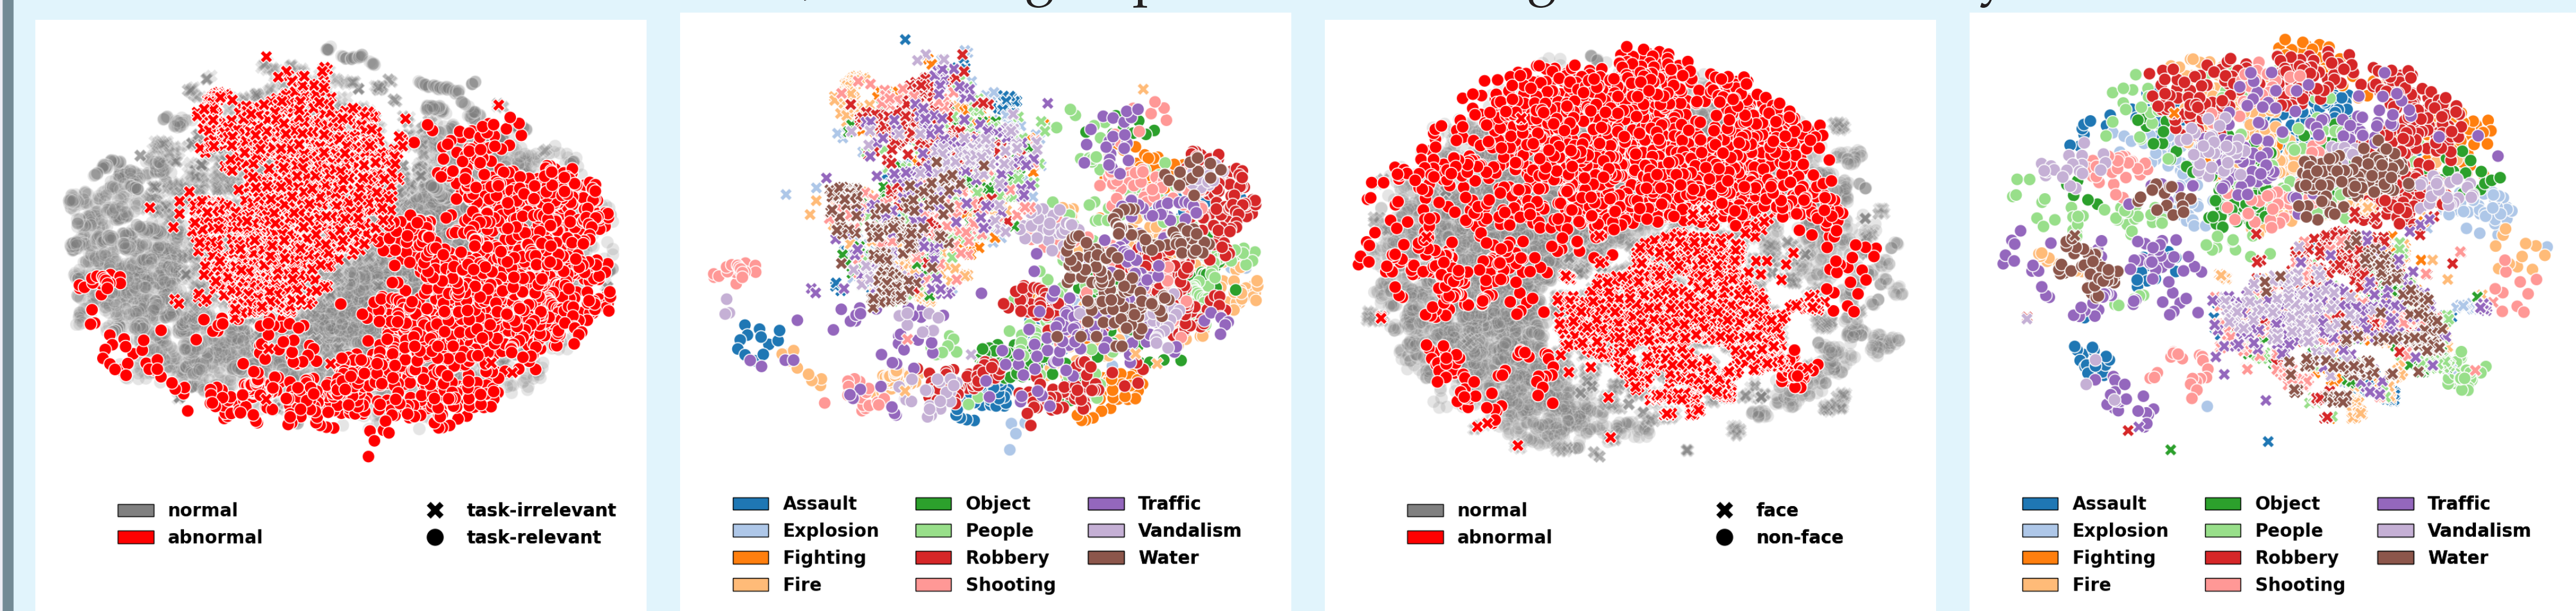 normal task-irrelevant
abnormal task-relevant
Assault Object Traffic
Explosion People Vandalism
Fighting Robbery Water
Fire Shooting
normal face
abnormal non-face
Assault Object Traffic
Explosion People Vandalism
Fighting Robbery Water
Fire Shooting